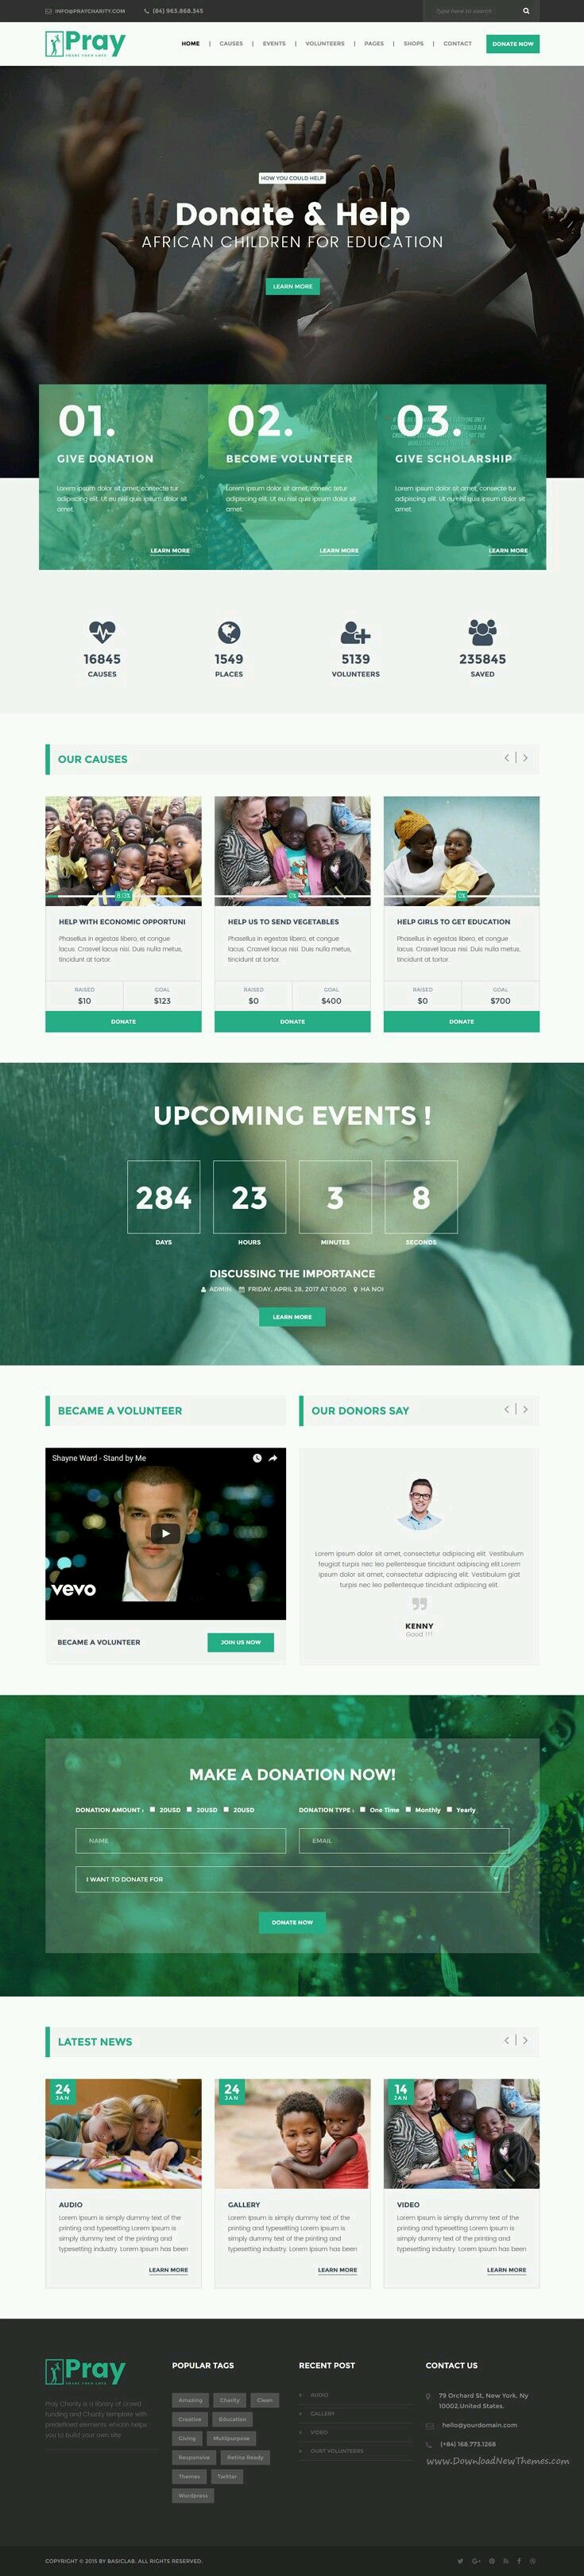 INFO@PRAYCHARITY.COM (84) 963.868.345 Type here to search
Pray
SHARE YOUR LOVE
HOME | CAUSES | EVENTS | VOLUNTEERS | PAGES | SHOPS | CONTACT
DONATE NOW
HOW YOU COULD HELP
Donate & Help
AFRICAN CHILDREN FOR EDUCATION
LEARN MORE
01.
GIVE DONATION
Lorem ipsum dolor sit amet, consecte tur
adipiscing elit. Ut eu nisl quis ipsum dolor sit
amet.
LEARN MORE
02.
BECOME VOLUNTEER
Lorem ipsum dolor sit amet, consec tetur
adipiscing elit. Ut eu nisl quis ipsum dolor sit
amet.
LEARN MORE
03.
GIVE SCHOLARSHIP
Lorem ipsum dolor sit amet, consecte tur
adipiscing elit. Ut eu nisl quis ipsum dolor sit
amet.
LEARN MORE
16845
CAUSES
1549
PLACES
5139
VOLUNTEERS
235845
SAVED
OUR CAUSES
8.13%
HELP WITH ECONOMIC OPPORTUNI
Phasellus in egestas libero, et congue
lacus. Crasvel lacus nisi. Duis nulla metus,
tincidunt at tortor.
RAISED GOAL
$10 $123
DONATE
0%
HELP US TO SEND VEGETABLES
Phasellus in egestas libero, et congue
lacus. Crasvel lacus nisi. Duis nulla metus,
tincidunt at tortor.
RAISED GOAL
$0 $400
DONATE
0%
HELP GIRLS TO GET EDUCATION
Phasellus in egestas libero, et congue
lacus. Crasvel lacus nisi. Duis nulla metus,
tincidunt at tortor.
RAISED GOAL
$0 $700
DONATE
UPCOMING EVENTS !
284 23 3 8
DAYS HOURS MINUTES SECONDS
DISCUSSING THE IMPORTANCE
ADMIN FRIDAY, APRIL 28, 2017 AT 10:00 HA NOI
LEARN MORE
BECAME A VOLUNTEER
Shayne Ward - Stand by Me
vevo
BECAME A VOLUNTEER
JOIN US NOW
OUR DONORS SAY
Lorem ipsum dolor sit amet, consectetur adipiscing elit. Vestibulum
feugiat turpis nec leo pellentesque tincidunt adipiscing elit.Lorem
ipsum dolor sit amet, consectetur adipiscing elit. Vestibulum giat
turpis nec leo pellentesque tincidunt adipiscing elit.
KENNY
Good !!!
MAKE A DONATION NOW!
DONATION AMOUNT : 20USD 20USD 20USD
DONATION TYPE : One Time Monthly Yearly
NAME
EMAIL
I WANT TO DONATE FOR
DONATE NOW
LATEST NEWS
24
JAN
AUDIO
Lorem Ipsum is simply dummy text of the
printing and typesetting Lorem Ipsum is
simply dummy text of the printing and
typesetting industry. Lorem Ipsum has been
LEARN MORE
24
JAN
GALLERY
Lorem Ipsum is simply dummy text of the
printing and typesetting Lorem Ipsum is
simply dummy text of the printing and
typesetting industry. Lorem Ipsum has been
LEARN MORE
14
JAN
VIDEO
Lorem Ipsum is simply dummy text of the
printing and typesetting Lorem Ipsum is
simply dummy text of the printing and
typesetting industry. Lorem Ipsum has been
LEARN MORE
Pray
SHARE YOUR LOVE
Pray Charity is a library of crowd
funding and Charity template with
predefined elements which helps
you to build your own site
POPULAR TAGS
Amazing Charity Clean
Creative Education
Giving Multipurpose
Responsive Retina Ready
Themes Twitter
Wordpress
RECENT POST
AUDIO
GALLERY
VIDEO
OURT VOLUNTEERS
CONTACT US
79 Orchard St, New York, Ny
10002,United States.
hello@yourdomain.com
(+84) 168.773.1268
www.DownloadNewThemes.com
COPYRIGHT © 2015 BY BASICLAB. ALL RIGHTS RESERVED.